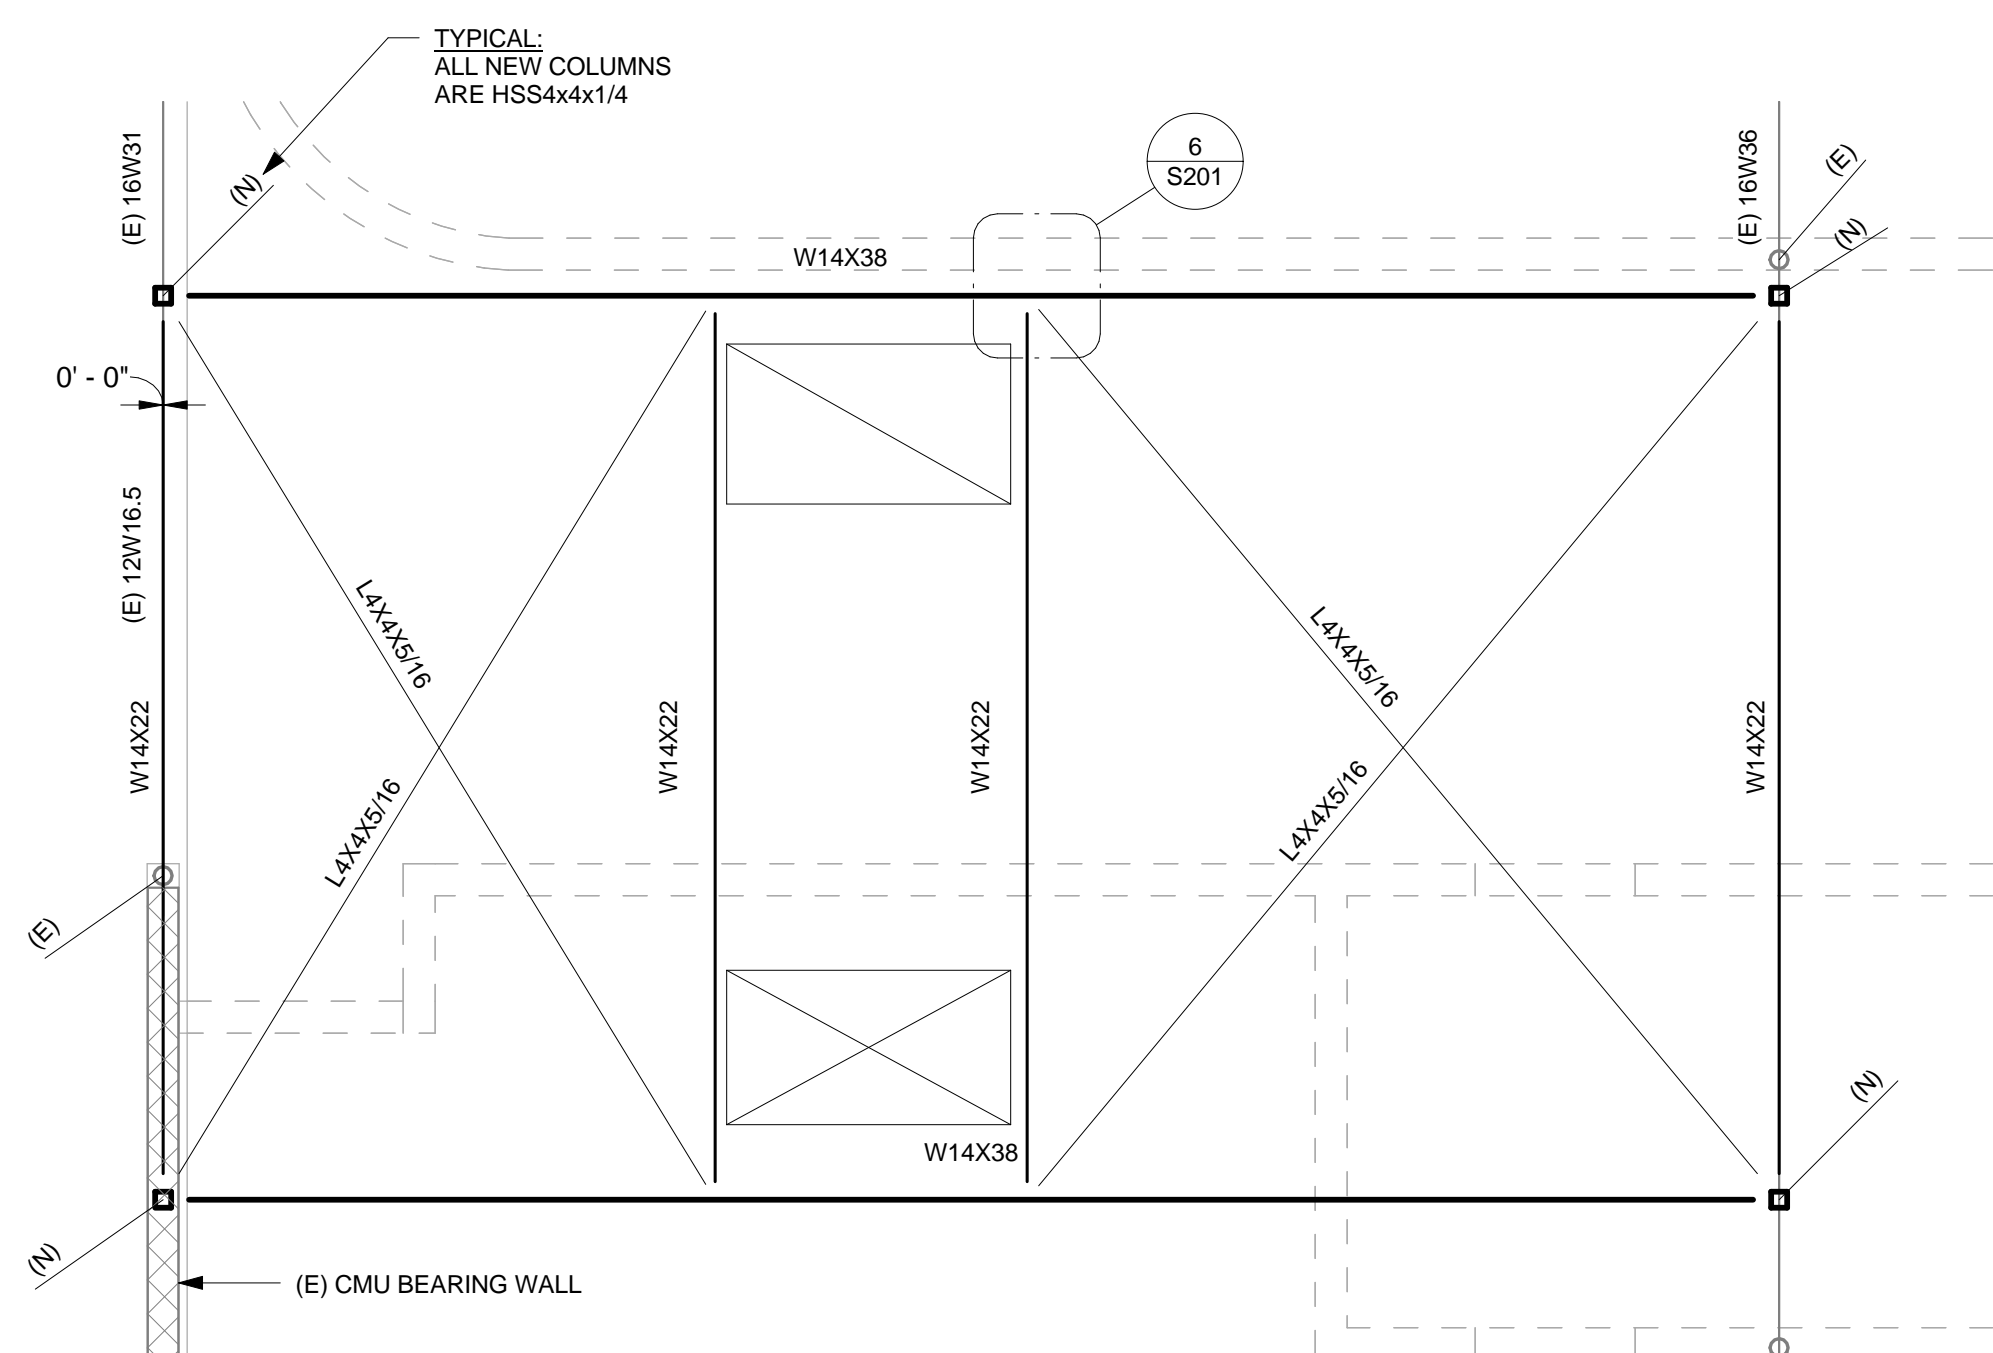 TYPICAL:
ALL NEW COLUMNS
ARE HSS4x4x1/4
(E) 16W31
(N)
6
S201
(E) 16W36
(E)
(N)
W14X38
0' - 0"
(E) 12W16.5
L4X4X5/16
L4X4X5/16
W14X22
W14X22
W14X22
W14X22
L4X4X5/16
L4X4X5/16
(E)
(N)
W14X38
(N)
(E) CMU BEARING WALL